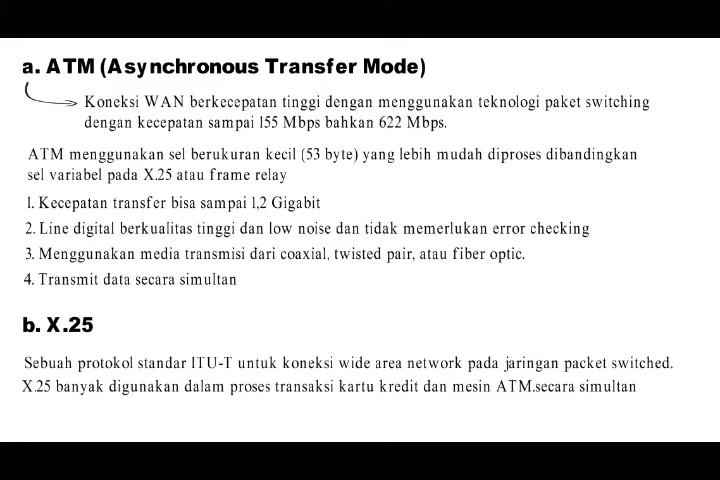 a. ATM (Asynchronous Transfer Mode)
Koneksi WAN berkecepatan tinggi dengan menggunakan teknologi paket switching
dengan kecepatan sampai 155 Mbps bahkan 622 Mbps.
ATM menggunakan sel berukuran kecil (53 byte) yang lebih mudah diproses dibandingkan
sel variabel pada X.25 atau frame relay
1. Kecepatan transfer bisa sampai 1,2 Gigabit
2. Line digital berkualitas tinggi dan low noise dan tidak memerlukan error checking
3. Menggunakan media transmisi dari coaxial, twisted pair, atau fiber optic.
4. Transmit data secara simultan
b. X.25
Sebuah protokol standar ITU-T untuk koneksi wide area network pada jaringan packet switched.
X.25 banyak digunakan dalam proses transaksi kartu kredit dan mesin ATM.secara simultan